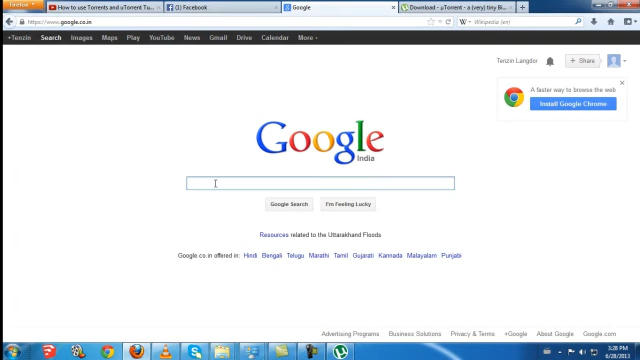 Firefox
How to use Torrents and uTorrent Tu...
(1) Facebook
Google
Download - µTorrent - a (very) tiny Bi...
https://www.google.co.in
Wikipedia (en)
+Tenzin Search Images Maps Play YouTube News Gmail Drive Calendar More
Tenzin Langdor
+ Share
A faster way to browse the web
Install Google Chrome
Google
India
Google Search I'm Feeling Lucky
Resources related to the Uttarakhand Floods
Google.co.in offered in: Hindi Bengali Telugu Marathi Tamil Gujarati Kannada Malayalam Punjabi
Advertising Programs Business Solutions Privacy & Terms +Google About Google Google.com
3:28 PM
6/28/2013